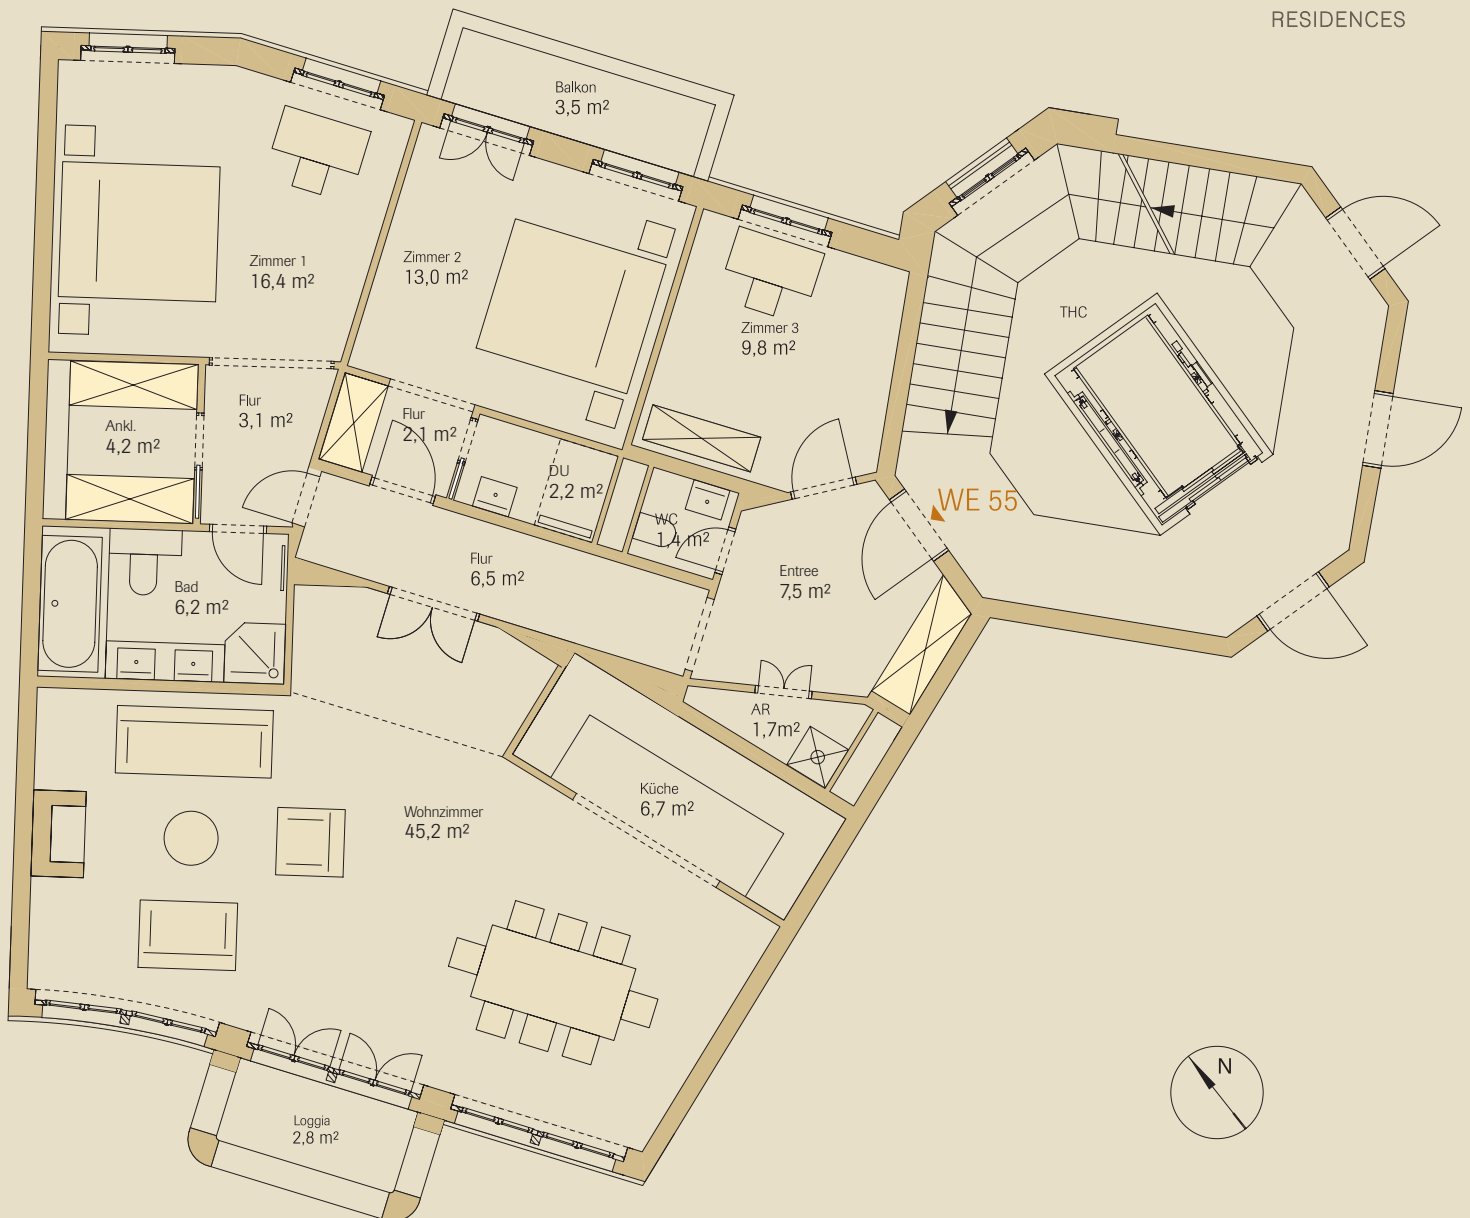 RESIDENCES
Balkon
3,5 m²
Zimmer 1
16,4 m²
Zimmer 2
13,0 m²
Zimmer 3
9,8 m²
THC
Ankl.
4,2 m²
Flur
3,1 m²
Flur
2,1 m²
DU
2,2 m²
WC
1,4 m²
WE 55
Flur
6,5 m²
Entree
7,5 m²
Bad
6,2 m²
AR
1,7m²
Küche
6,7 m²
Wohnzimmer
45,2 m²
Loggia
2,8 m²
N